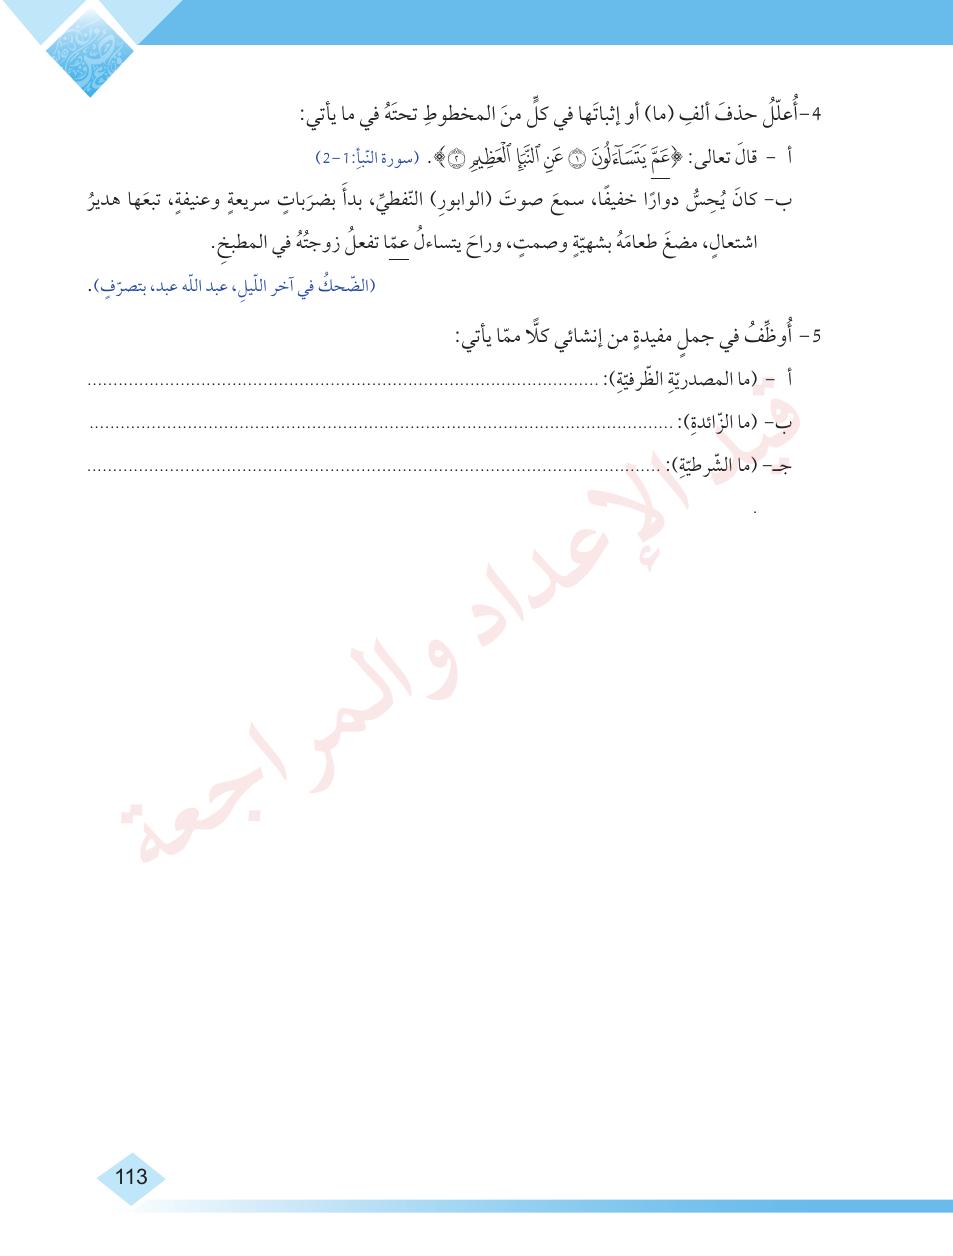 4- أُعلّلُ حذفَ ألفِ (ما) أو إثباتَها في كلٍّ منَ المخطوطِ تحتَهُ في ما يأتي:
أ - قالَ تعالى: ﴿عَمَّ يَتَسَآءَلُونَ ١ عَنِ ٱلنَّبَإِ ٱلۡعَظِيمِ ٢﴾. (سورة النّبأِ:1-2)
ب- كانَ يُحِسُّ دوارًا خفيفًا، سمعَ صوتَ (الوابورِ) النّفطيِّ، بدأَ بضرَباتٍ سريعةٍ وعنيفةٍ، تبعَها هديرُ
اشتعالٍ، مضغَ طعامَهُ بشهيّةٍ وصمتٍ، وراحَ يتساءلُ عمّا تفعلُ زوجتُهُ في المطبخِ.
(الضّحكُ في آخر اللّيلِ، عبد اللّه عبد، بتصرّفٍ).
5- أُوظِّفُ في جملٍ مفيدةٍ من إنشائي كلًّا ممّا يأتي:
أ - (ما المصدريّةِ الظّرفيّةِ): ..................................................................................................
ب- (ما الزّائدةِ): ..................................................................................................................
جـ- (ما الشّرطيّةِ): ...............................................................................................................
.
قيد الإعداد والمراجعة
113